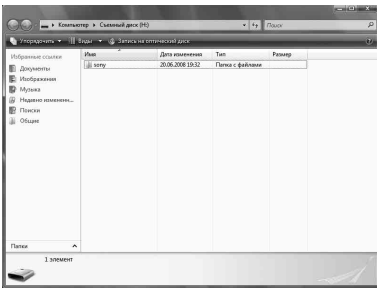 Компьютер ▸ Съемный диск (H:)
Поиск
Упорядочить
Виды
Запись на оптический диск
Избранные ссылки
Документы
Изображения
Музыка
Недавно изменен...
Поиски
Общие
Имя
Дата изменения
Тип
Размер
sony
20.06.2008 19:32
Папка с файлами
Папки
1 элемент